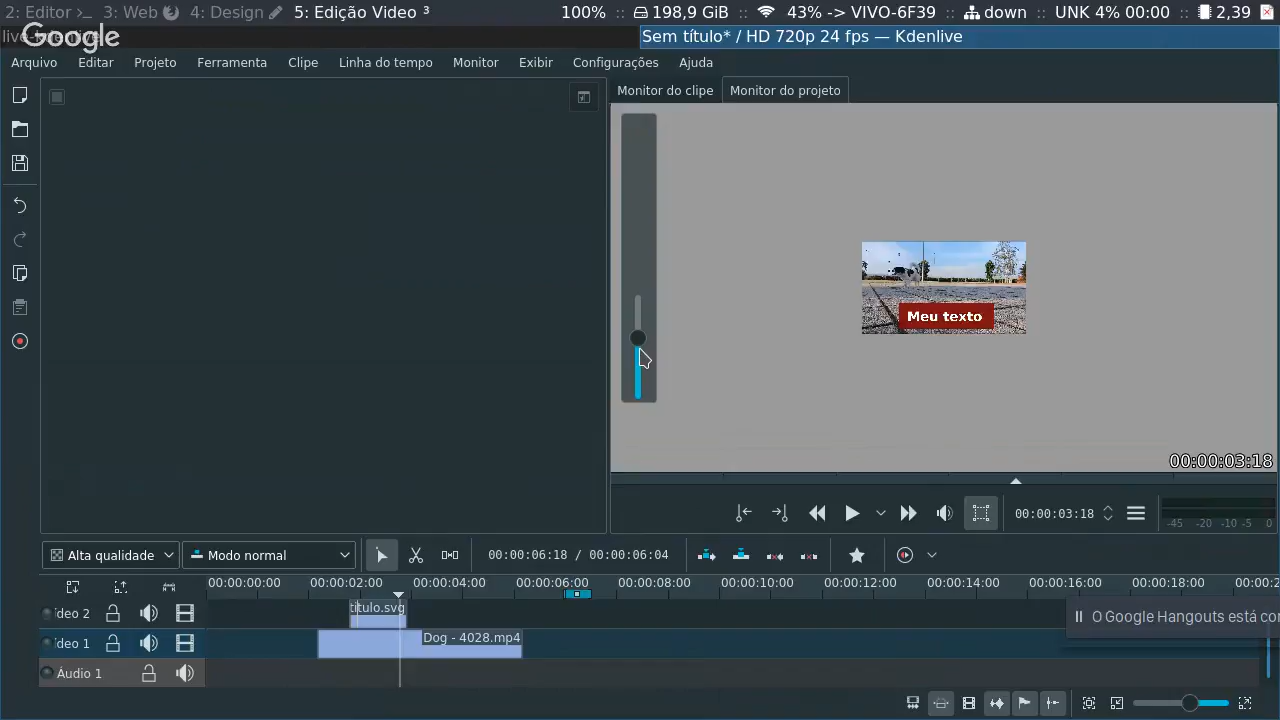 2: Editor 3: Web 4: Design 5: Edição Video ³ 100% :: 198,9 GiB :: 43% -> VIVO-6F39 :: down :: UNK 4% 00:00 :: 2,39
Google
Sem título* / HD 720p 24 fps — Kdenlive
Arquivo Editar Projeto Ferramenta Clipe Linha do tempo Monitor Exibir Configurações Ajuda
Monitor do clipe Monitor do projeto
Meu texto
00:00:03:18
00:00:03:18
-45 -20 -10 -5 0
Alta qualidade Modo normal 00:00:06:18 / 00:00:06:04
00:00:00:00 00:00:02:00 00:00:04:00 00:00:06:00 00:00:08:00 00:00:10:00 00:00:12:00 00:00:14:00 00:00:16:00 00:00:18:00 00:00:2
ídeo 2 título.svg
O Google Hangouts está co
ídeo 1 Dog - 4028.mp4
Áudio 1